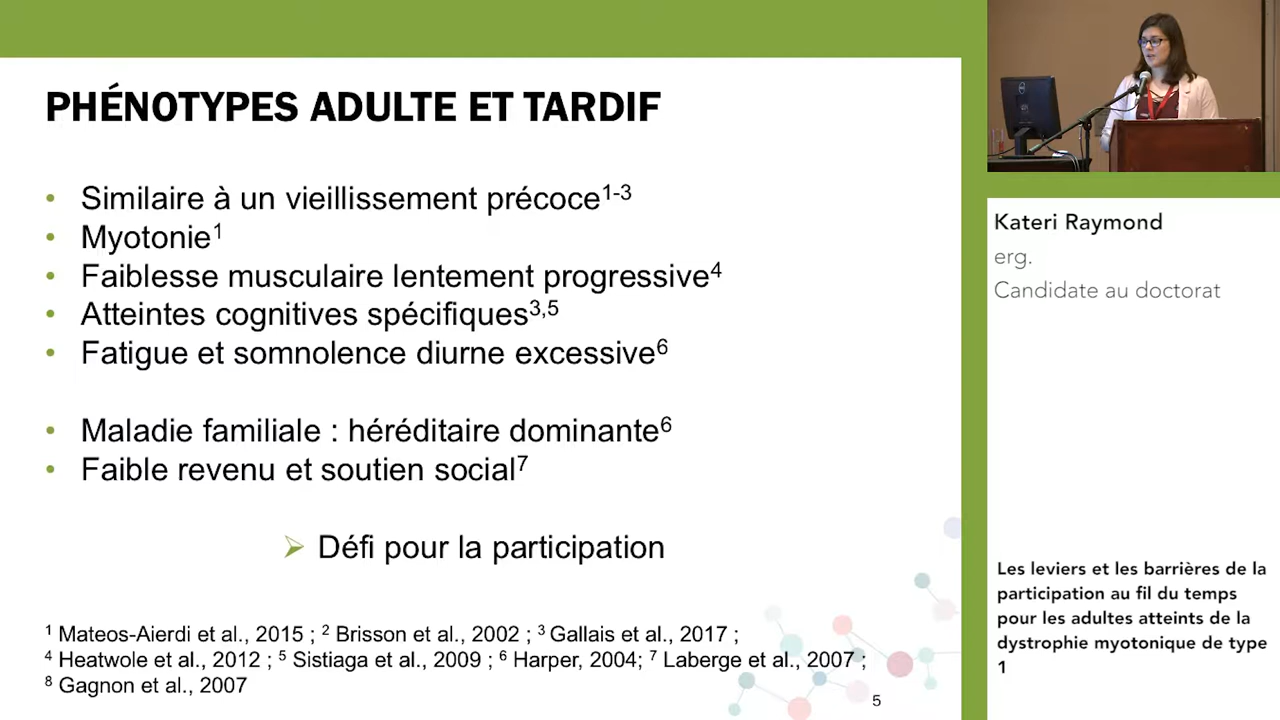 PHÉNOTYPES ADULTE ET TARDIF
• Similaire à un vieillissement précoce1-3
• Myotonie1
• Faiblesse musculaire lentement progressive4
• Atteintes cognitives spécifiques3,5
• Fatigue et somnolence diurne excessive6
• Maladie familiale : héréditaire dominante6
• Faible revenu et soutien social7
➢ Défi pour la participation
1 Mateos-Aierdi et al., 2015 ; 2 Brisson et al., 2002 ; 3 Gallais et al., 2017 ;
4 Heatwole et al., 2012 ; 5 Sistiaga et al., 2009 ; 6 Harper, 2004; 7 Laberge et al., 2007 ;
8 Gagnon et al., 2007
5
Kateri Raymond
erg.
Candidate au doctorat
Les leviers et les barrières de la
participation au fil du temps
pour les adultes atteints de la
dystrophie myotonique de type
1